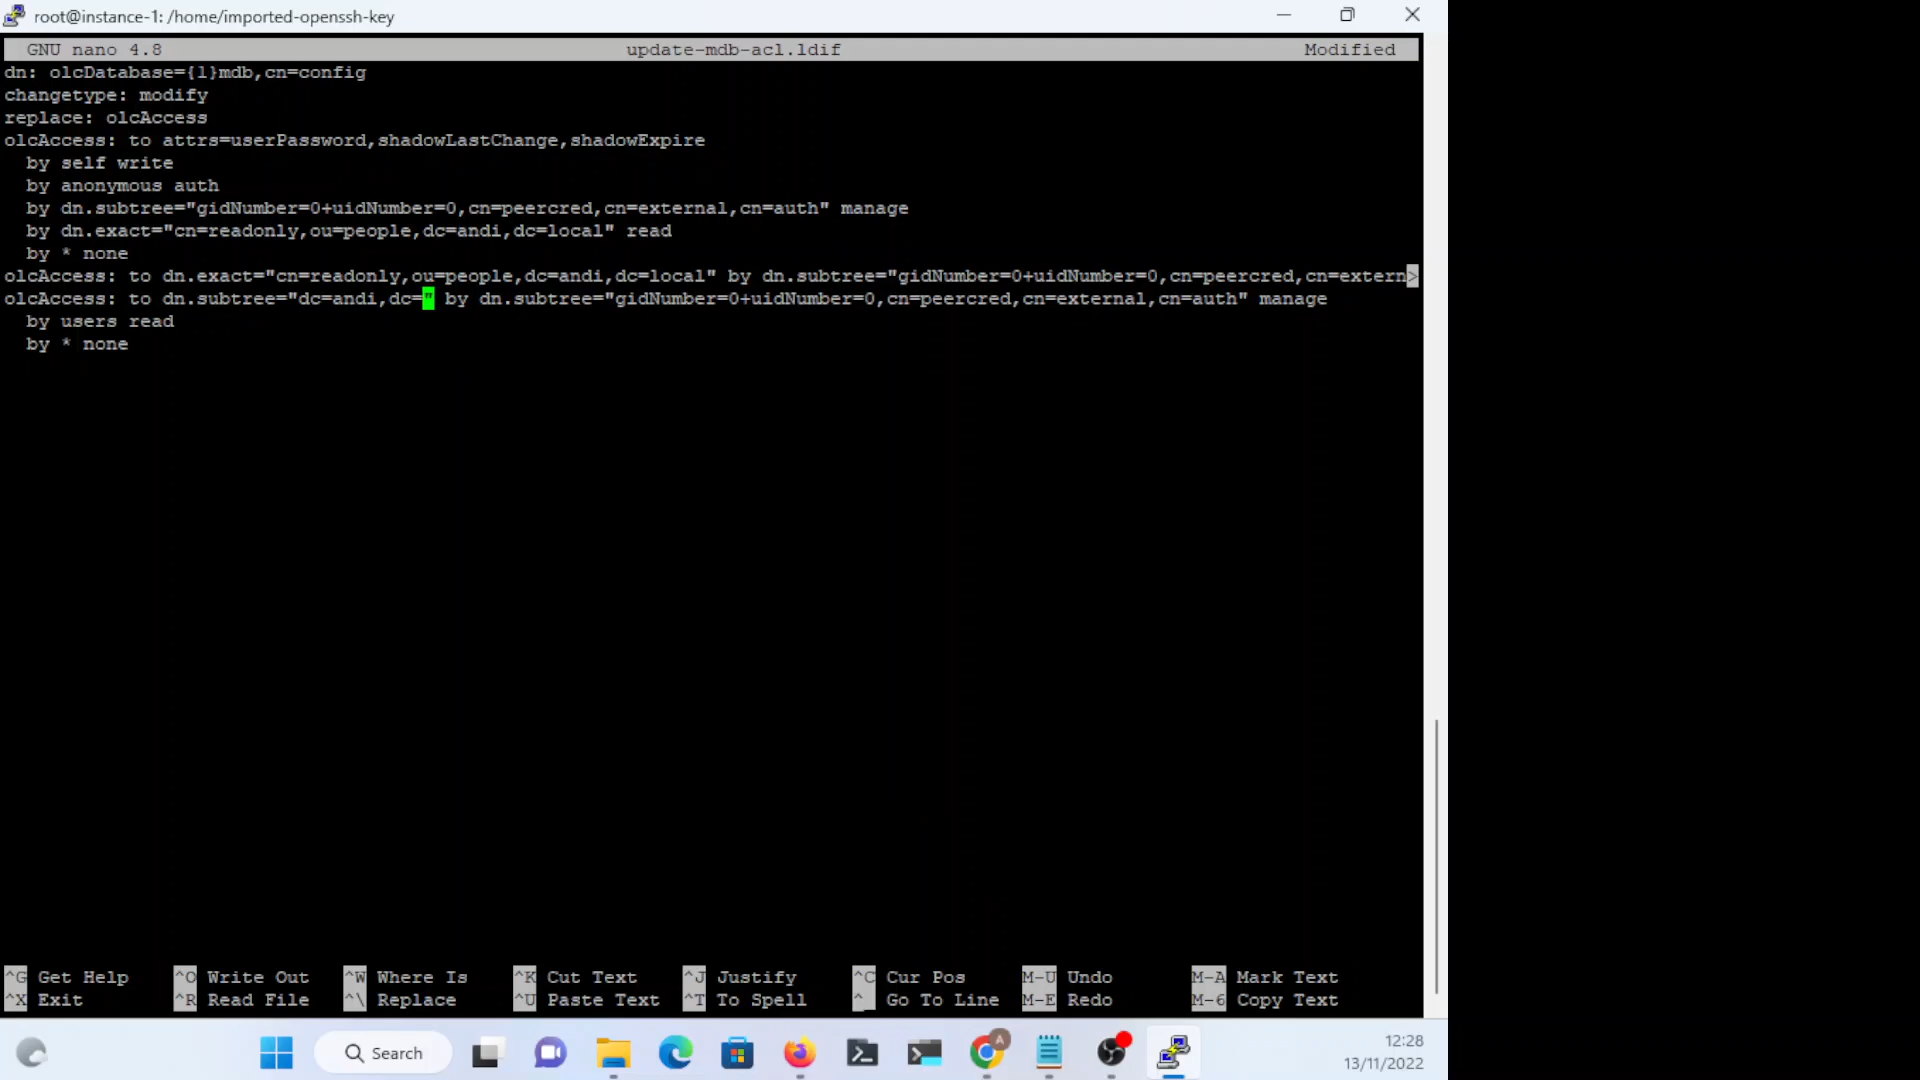 root@instance-1: /home/imported-openssh-key
GNU nano 4.8 update-mdb-acl.ldif Modified
dn: olcDatabase={1}mdb,cn=config
changetype: modify
replace: olcAccess
olcAccess: to attrs=userPassword,shadowLastChange,shadowExpire
  by self write
  by anonymous auth
  by dn.subtree="gidNumber=0+uidNumber=0,cn=peercred,cn=external,cn=auth" manage
  by dn.exact="cn=readonly,ou=people,dc=andi,dc=local" read
  by * none
olcAccess: to dn.exact="cn=readonly,ou=people,dc=andi,dc=local" by dn.subtree="gidNumber=0+uidNumber=0,cn=peercred,cn=extern>
olcAccess: to dn.subtree="dc=andi,dc=" by dn.subtree="gidNumber=0+uidNumber=0,cn=peercred,cn=external,cn=auth" manage
  by users read
  by * none
^G Get Help ^O Write Out ^W Where Is ^K Cut Text ^J Justify ^C Cur Pos M-U Undo M-A Mark Text
^X Exit ^R Read File ^\ Replace ^U Paste Text ^T To Spell ^_ Go To Line M-E Redo M-6 Copy Text
Search
A
12:28
13/11/2022